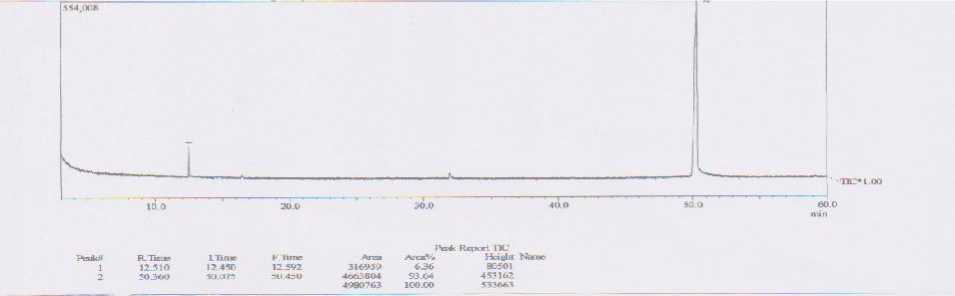 554,008
TIC*1.00
10.0 20.0 30.0 40.0 50.0 60.0
min
Peak Report TIC
Peak# R.Time I.Time F.Time Area Area% Height Name
1 12.510 12.450 12.592 316959 6.36 80501
2 50.360 50.075 50.450 4663804 93.64 453162
4980763 100.00 533663